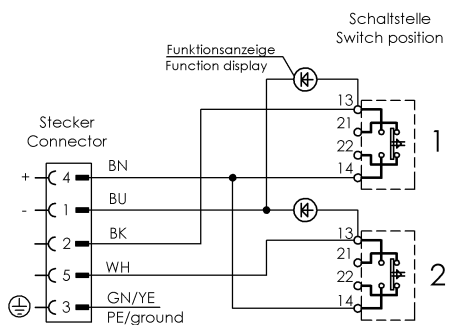 Schaltstelle
Switch position
Funktionsanzeige
Function display
13
21
22
14
1
Stecker
Connector
+ 4 BN
- 1 BU
2 BK
5 WH
3 GN/YE
PE/ground
13
21
22
14
2